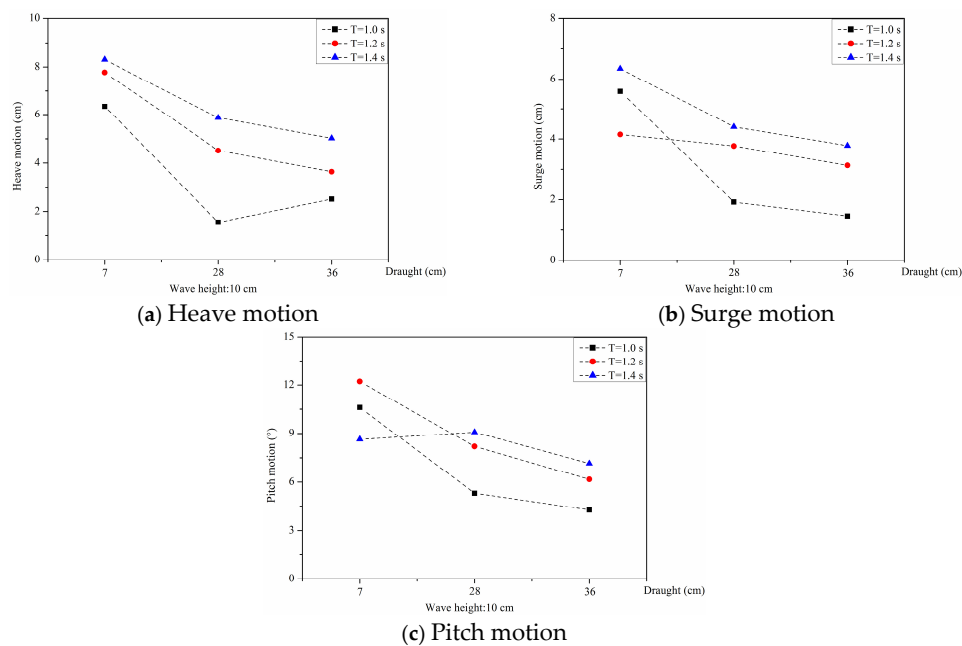 10
8
6
4
2
0
Heave motion (cm)
T=1.0 s
T=1.2 s
T=1.4 s
7
28
36
Draught (cm)
Wave height:10 cm
(a) Heave motion
8
6
4
2
0
Surge motion (cm)
T=1.0 s
T=1.2 s
T=1.4 s
7
28
36
Draught (cm)
Wave height:10 cm
(b) Surge motion
15
12
9
6
3
0
Pitch motion (°)
T=1.0 s
T=1.2 s
T=1.4 s
7
28
36
Draught (cm)
Wave height:10 cm
(c) Pitch motion